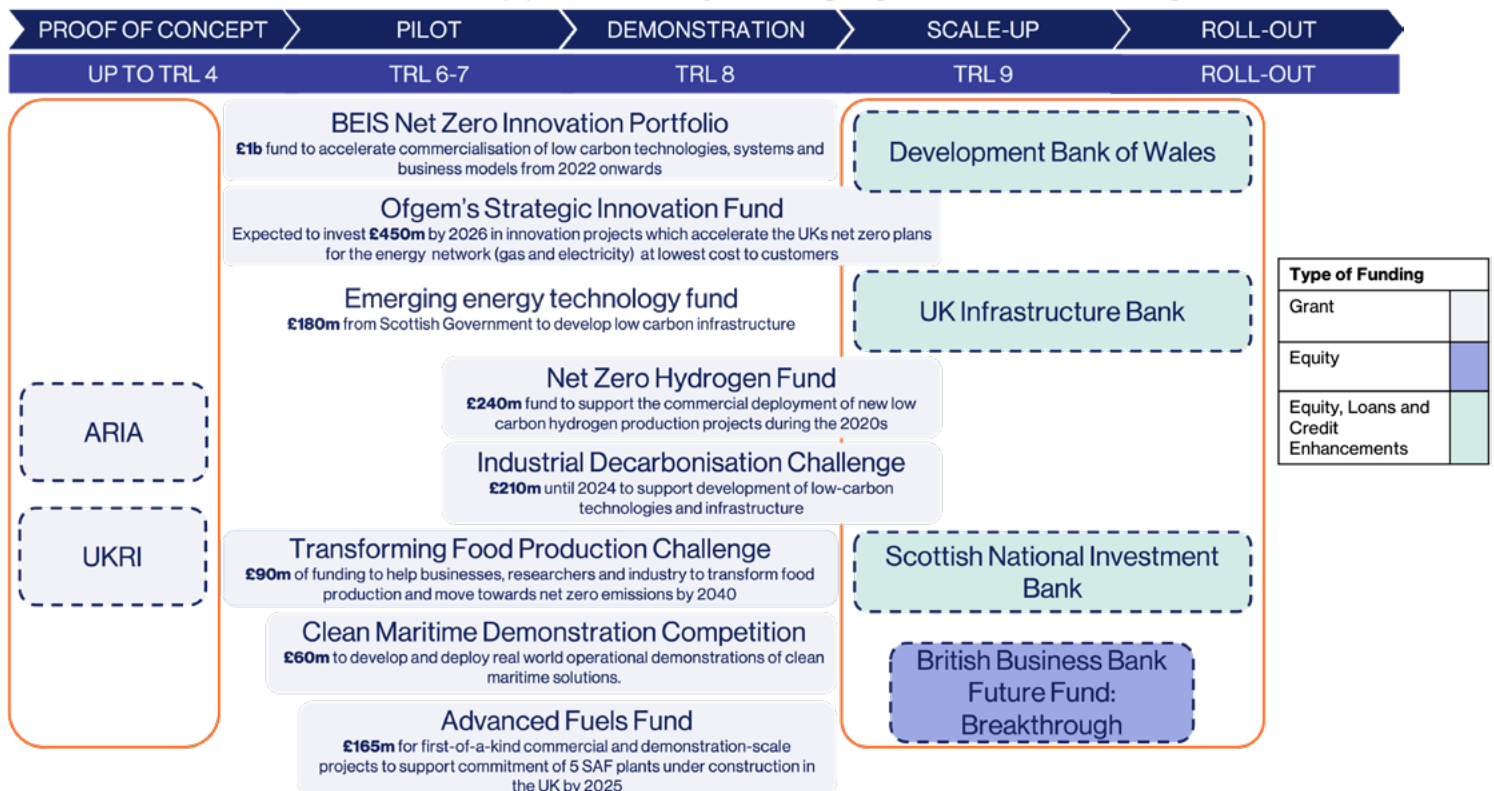 PROOF OF CONCEPT
PILOT
DEMONSTRATION
SCALE-UP
ROLL-OUT
UP TO TRL 4
TRL 6-7
TRL 8
TRL 9
ROLL-OUT
ARIA
UKRI
BEIS Net Zero Innovation Portfolio
£1b fund to accelerate commercialisation of low carbon technologies, systems and
business models from 2022 onwards
Ofgem's Strategic Innovation Fund
Expected to invest £450m by 2026 in innovation projects which accelerate the UKs net zero plans
for the energy network (gas and electricity) at lowest cost to customers
Emerging energy technology fund
£180m from Scottish Government to develop low carbon infrastructure
Net Zero Hydrogen Fund
£240m fund to support the commercial deployment of new low
carbon hydrogen production projects during the 2020s
Industrial Decarbonisation Challenge
£210m until 2024 to support development of low-carbon
technologies and infrastructure
Transforming Food Production Challenge
£90m of funding to help businesses, researchers and industry to transform food
production and move towards net zero emissions by 2040
Clean Maritime Demonstration Competition
£60m to develop and deploy real world operational demonstrations of clean
maritime solutions.
Advanced Fuels Fund
£165m for first-of-a-kind commercial and demonstration-scale
projects to support commitment of 5 SAF plants under construction in
the UK by 2025
Development Bank of Wales
UK Infrastructure Bank
Scottish National Investment
Bank
British Business Bank
Future Fund:
Breakthrough
Type of Funding
Grant
Equity
Equity, Loans and
Credit
Enhancements